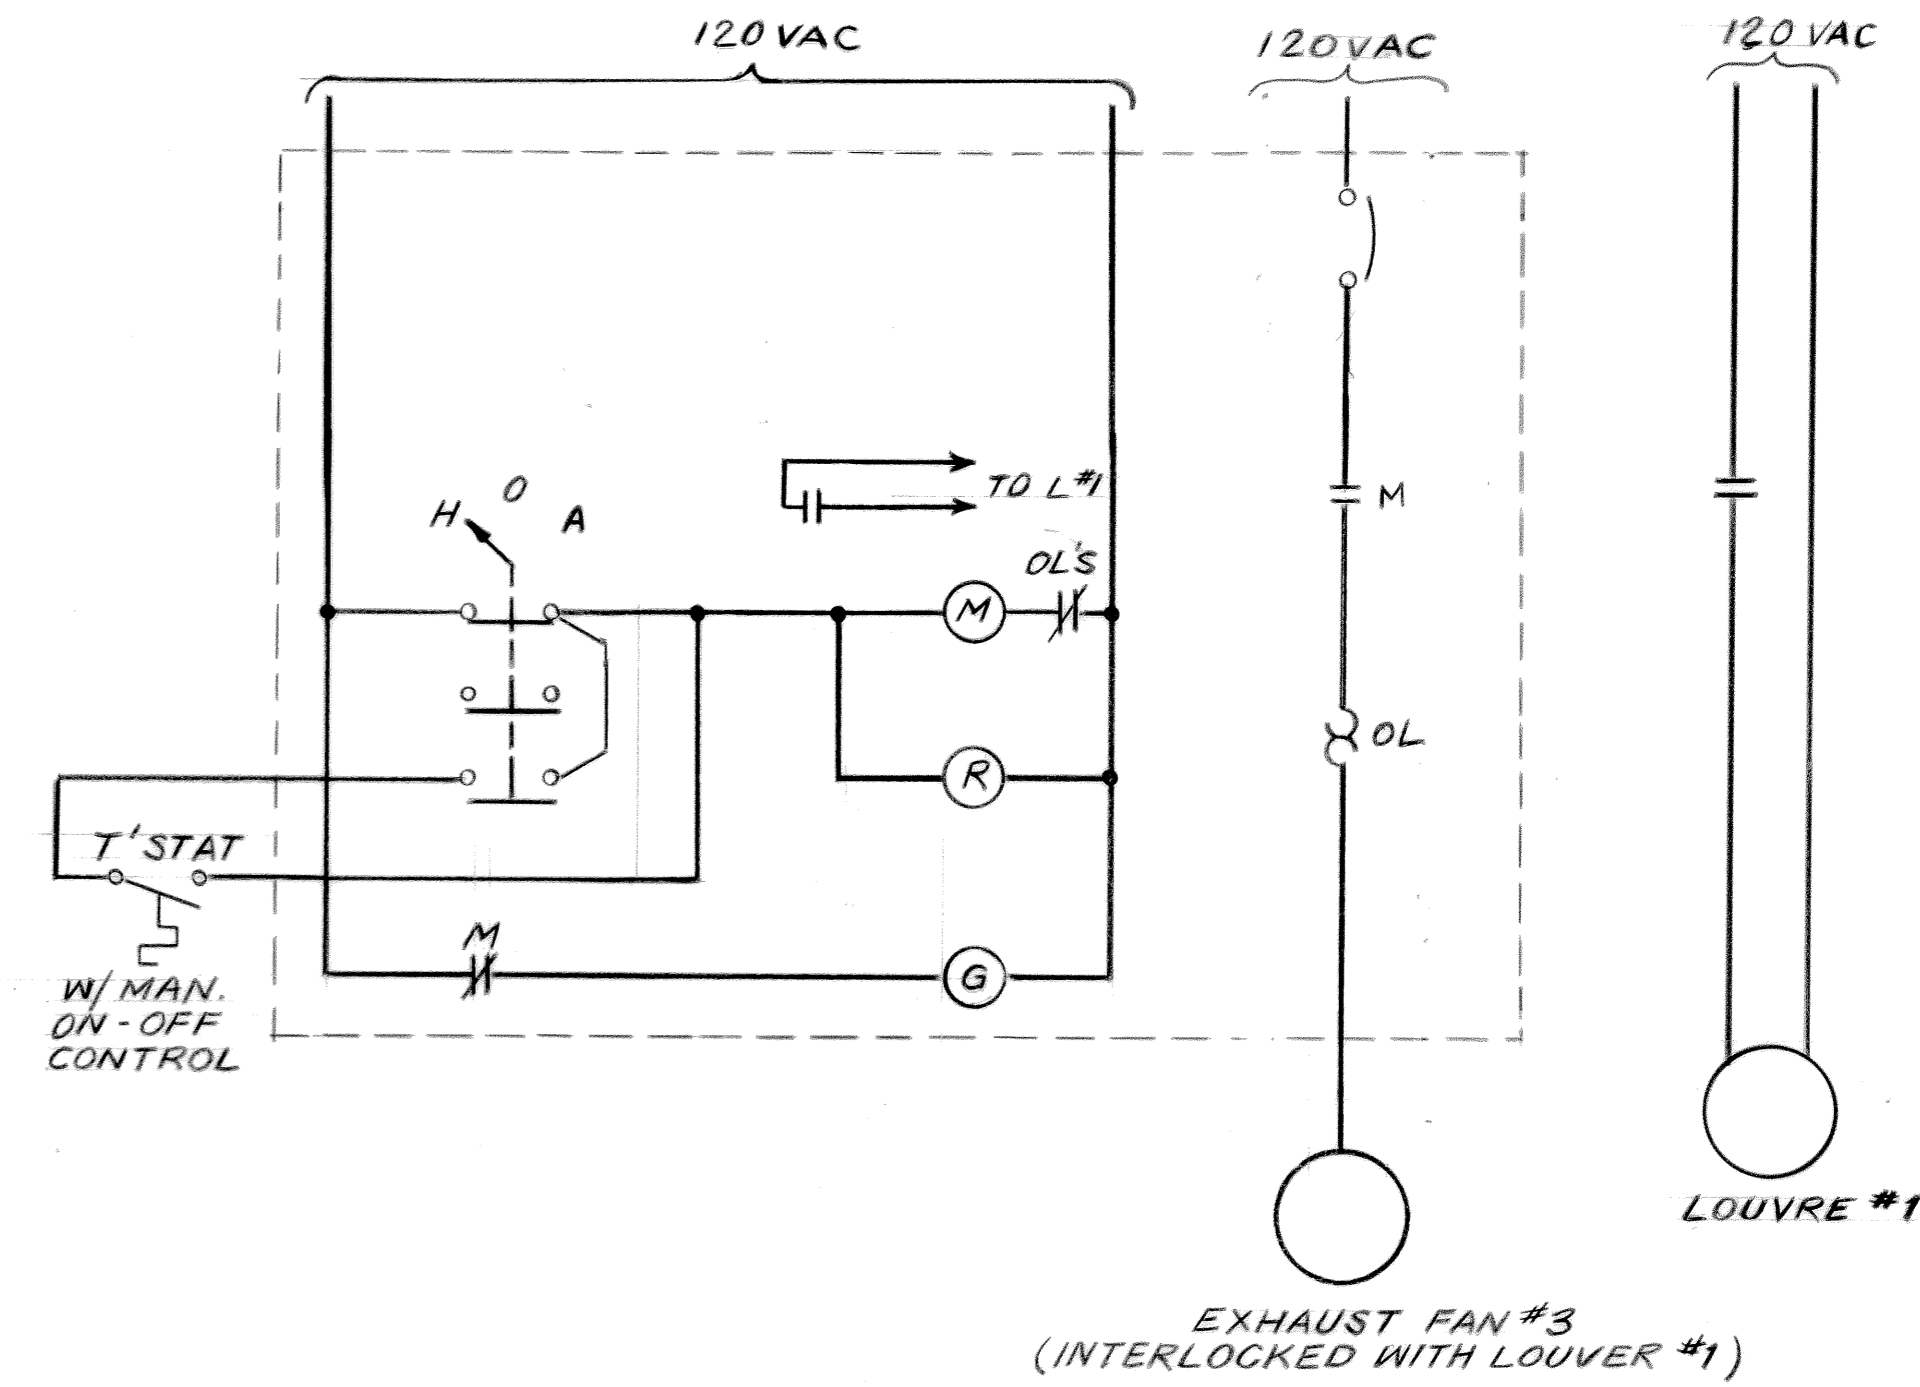 120 VAC
120 VAC
120 VAC
H O A
TO L #1
OL'S
M
M
R
OL
T'STAT
M
G
W/ MAN.
ON-OFF
CONTROL
LOUVRE #1
EXHAUST FAN #3
(INTERLOCKED WITH LOUVER #1)